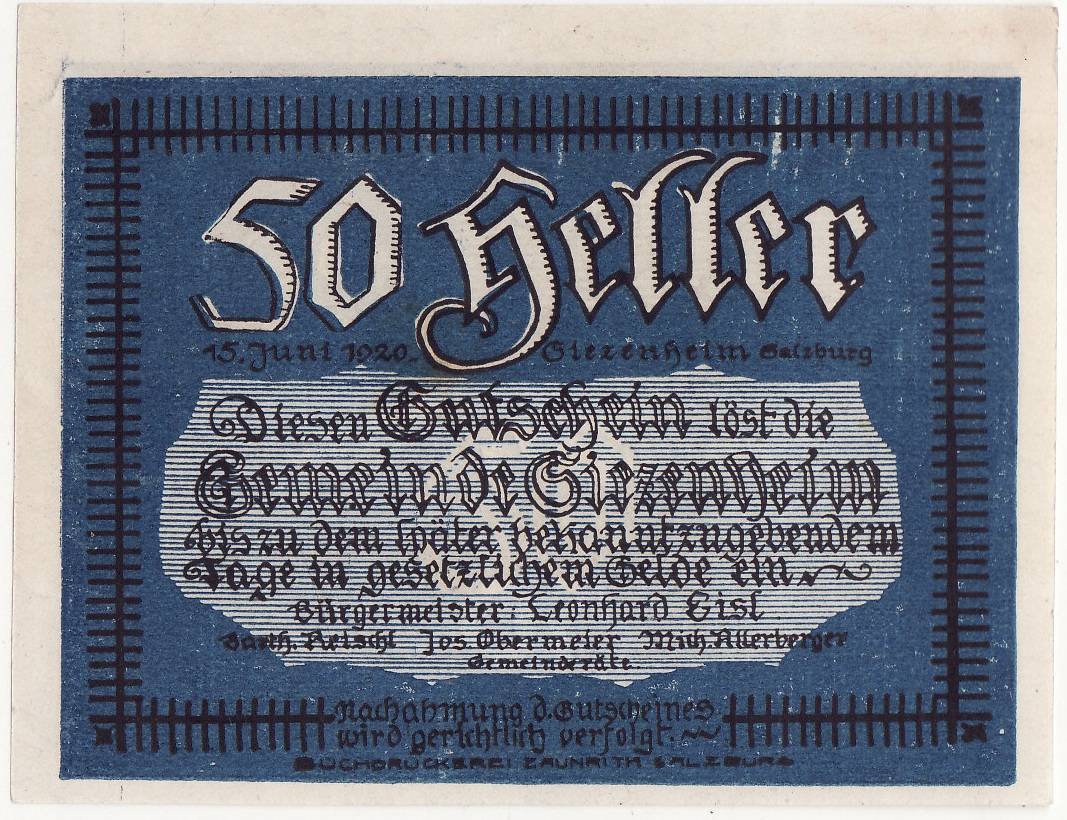 50 Heller
15. Juni 1920. Siezenheim Salzburg
Diesen Gutschein löst die
Gemeinde Siezenheim
bis zu dem später bekanntzugebendem
Tage in gesetzlichem Gelde ein.
Bürgermeister: Leonhard Eisl
Barth. Reischl Jos. Obermeier Mich. Allerberger
Gemeinderäte.
Nachahmung d. Gutscheines
wird gerichtlich verfolgt.
BUCHDRUCKEREI ZAUNRITH SALZBURG